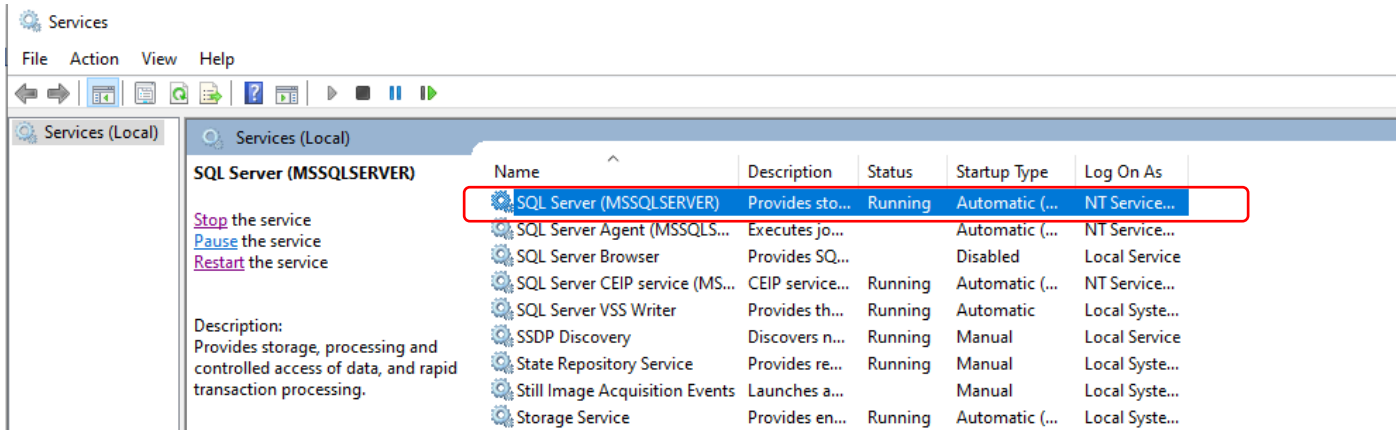 Services
File Action View Help
Services (Local)
Services (Local)
SQL Server (MSSQLSERVER)
Stop the service
Pause the service
Restart the service
Description:
Provides storage, processing and
controlled access of data, and rapid
transaction processing.
Name Description Status Startup Type Log On As
SQL Server (MSSQLSERVER) Provides sto... Running Automatic (... NT Service...
SQL Server Agent (MSSQLS... Executes jo... Automatic (... NT Service...
SQL Server Browser Provides SQ... Disabled Local Service
SQL Server CEIP service (MS... CEIP service... Running Automatic (... NT Service...
SQL Server VSS Writer Provides th... Running Automatic Local Syste...
SSDP Discovery Discovers n... Running Manual Local Service
State Repository Service Provides re... Running Manual Local Syste...
Still Image Acquisition Events Launches a... Manual Local Syste...
Storage Service Provides en... Running Automatic (... Local Syste...